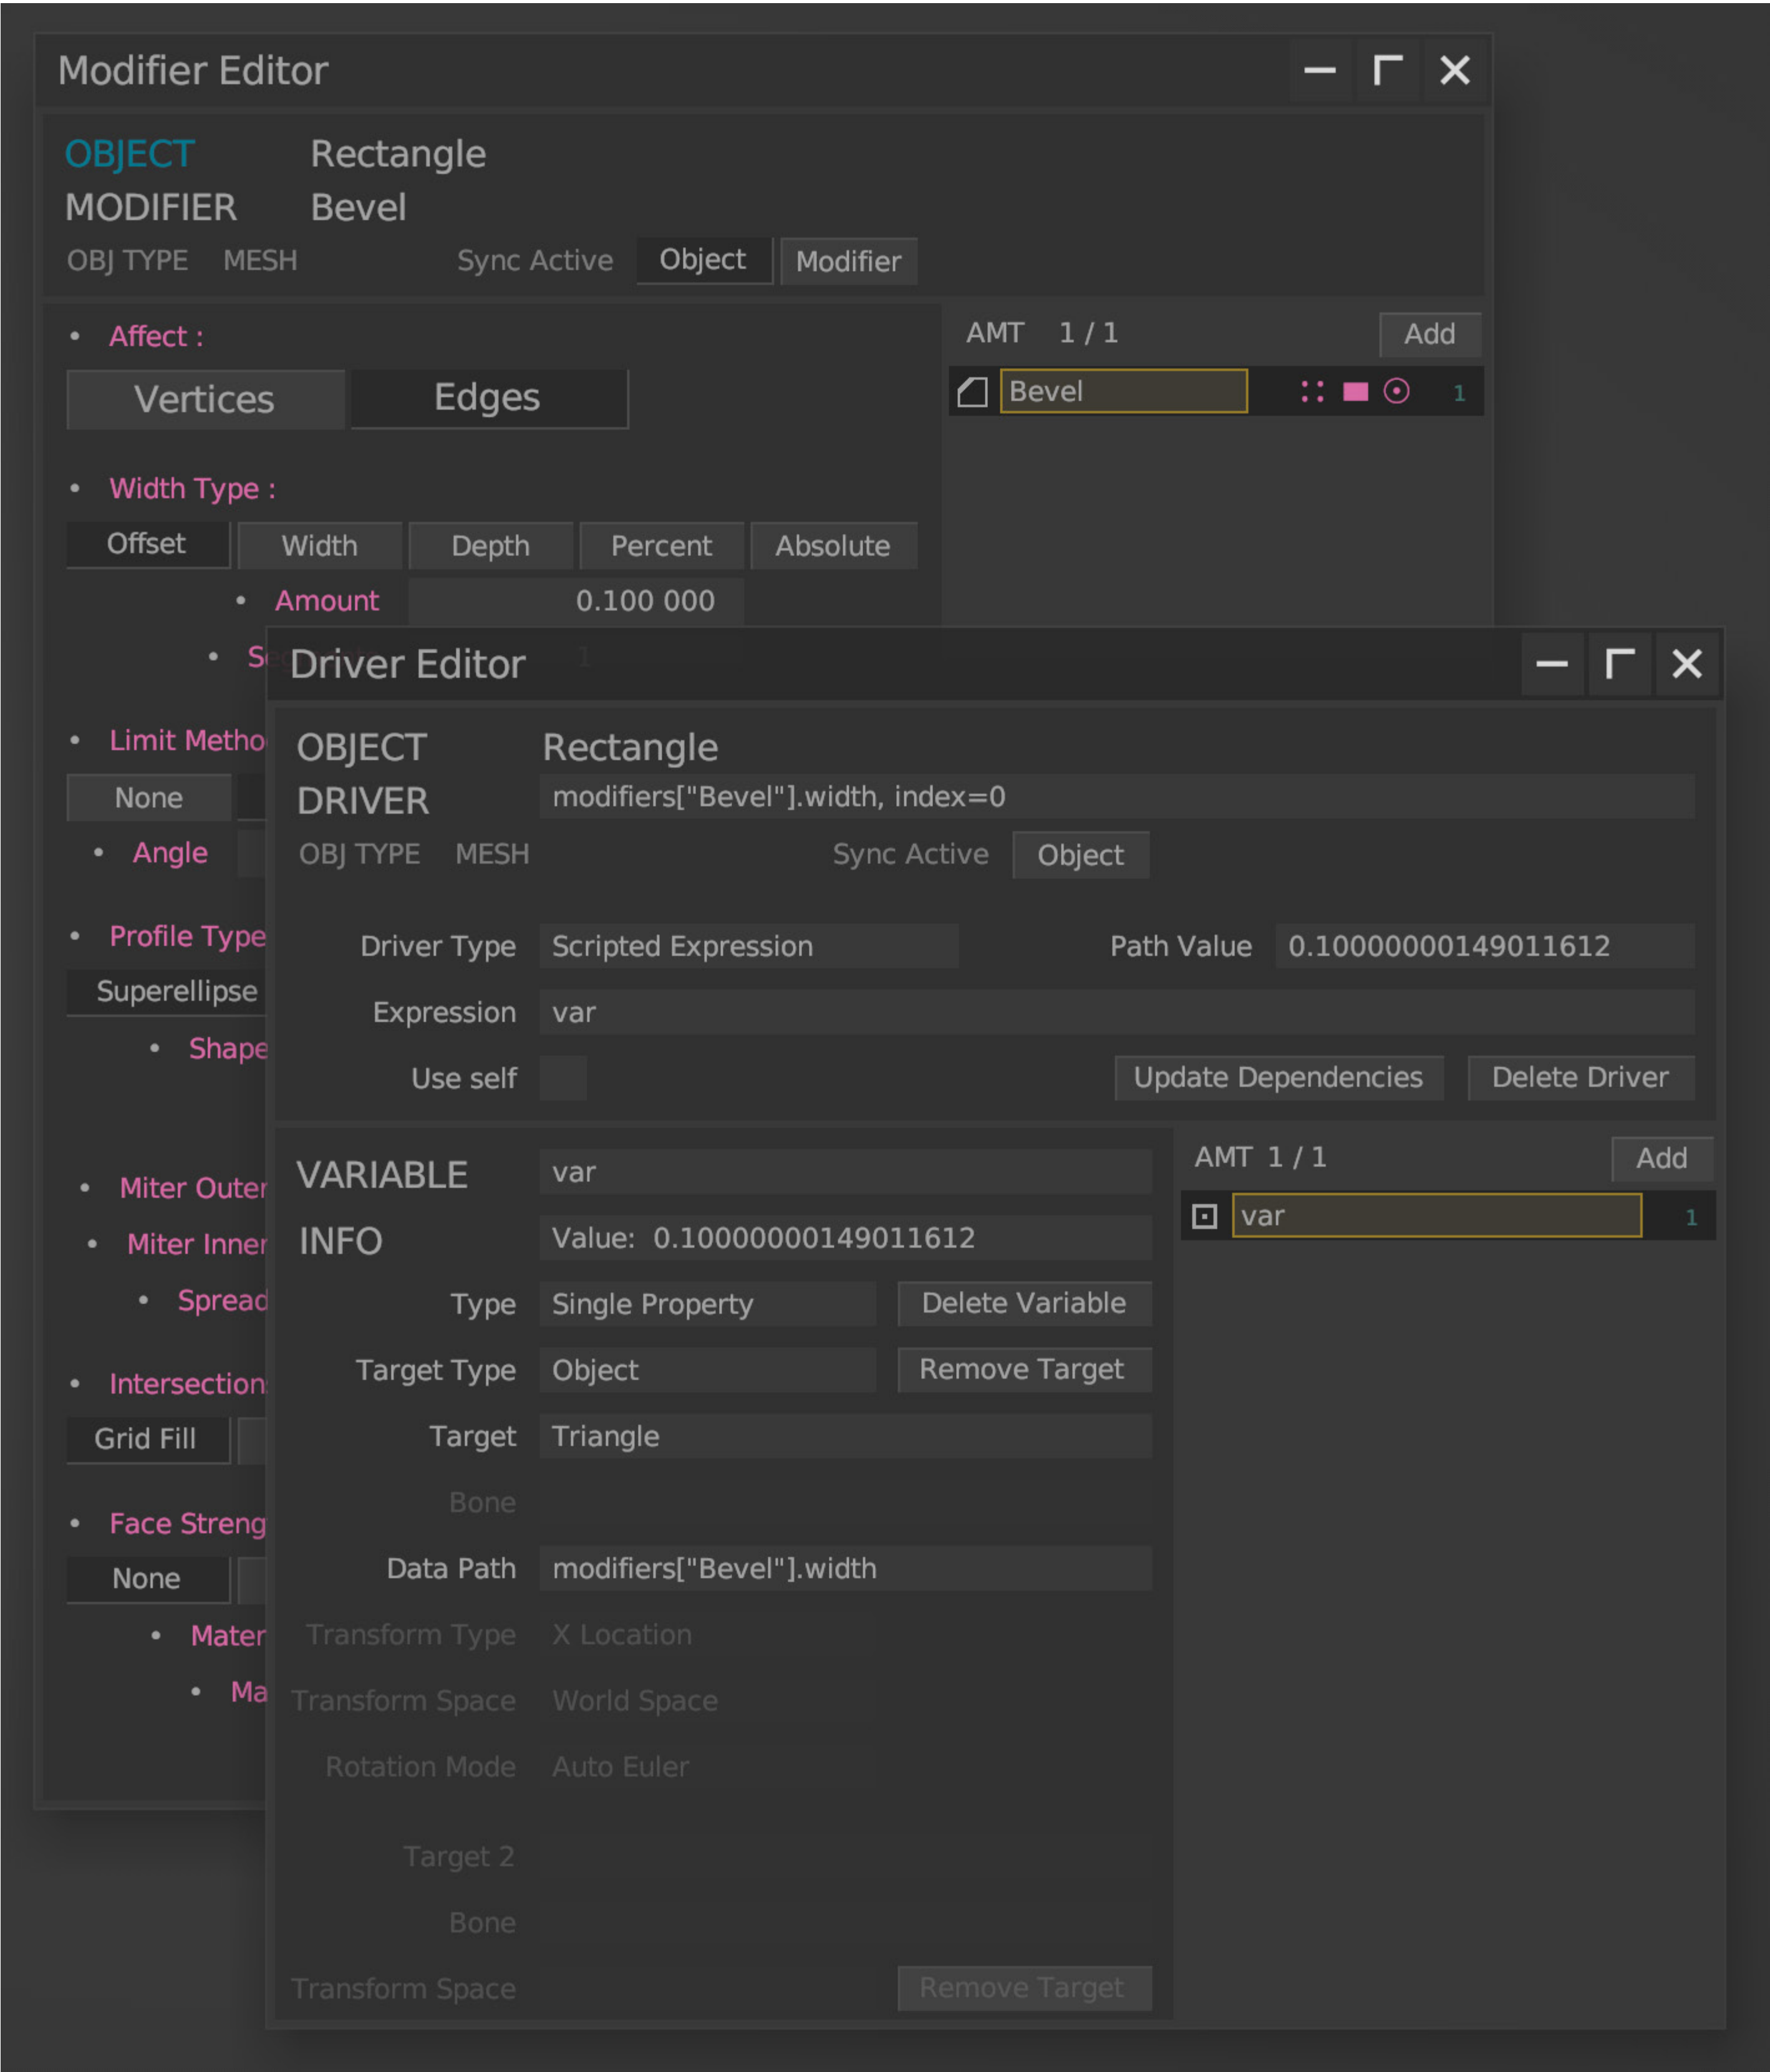 Modifier Editor
OBJECT Rectangle
MODIFIER Bevel
OBJ TYPE MESH Sync Active Object Modifier
• Affect :
Vertices Edges
• Width Type :
Offset Width Depth Percent Absolute
• Amount 0.100 000
AMT 1 / 1 Add
Bevel 1
• Limit
None
• Angle
• Profile Type
Superellipse
• Shape
• Miter Outer
• Miter Inner
• Spread
• Intersection
Grid Fill
• Face
None
Driver Editor
OBJECT Rectangle
DRIVER modifiers["Bevel"].width, index=0
OBJ TYPE MESH Sync Active Object
Driver Type Scripted Expression Path Value 0.10000000149011612
Expression var
Use self Update Dependencies Delete Driver
VARIABLE var
INFO Value: 0.10000000149011612
Type Single Property Delete Variable
Target Type Object Remove Target
Target Triangle
Bone
Data Path modifiers["Bevel"].width
Transform Type X Location
Transform Space World Space
Rotation Mode Auto Euler
Target 2
Bone
Transform Space Remove Target
AMT 1 / 1 Add
var 1